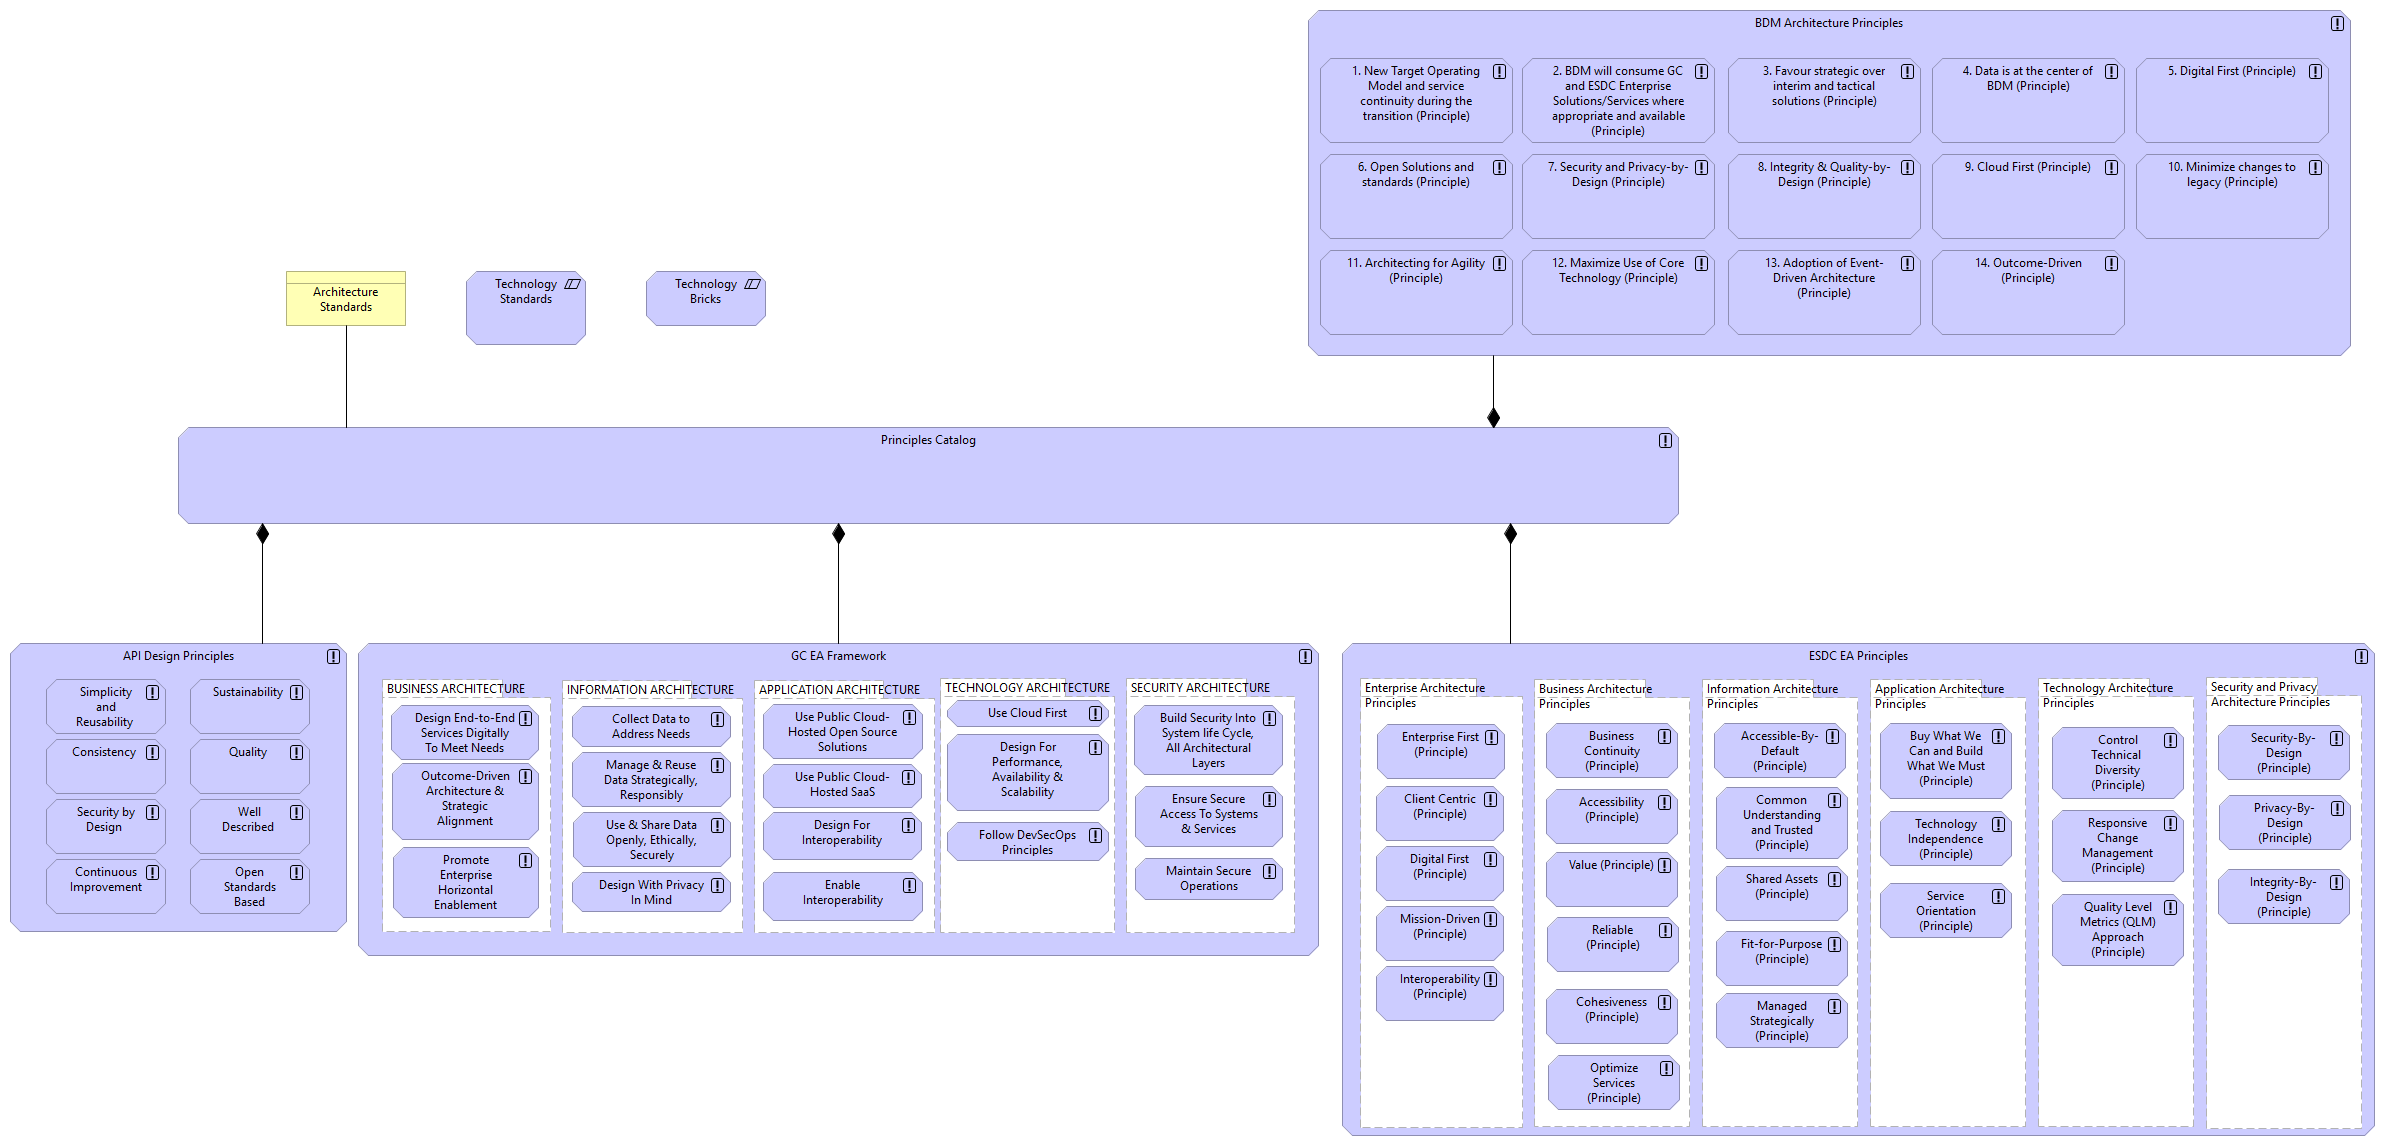 BDM Architecture Principles
1. New Target Operating
Model and service
continuity during the
transition (Principle)
2. BDM will consume GC
and ESDC Enterprise
Solutions/Services where
appropriate and available
(Principle)
3. Favour strategic over
interim and tactical
solutions (Principle)
4. Data is at the center of
BDM (Principle)
5. Digital First (Principle)
6. Open Solutions and
standards (Principle)
7. Security and Privacy-by-
Design (Principle)
8. Integrity & Quality-by-
Design (Principle)
9. Cloud First (Principle)
10. Minimize changes to
legacy (Principle)
11. Architecting for Agility
(Principle)
12. Maximize Use of Core
Technology (Principle)
13. Adoption of Event-
Driven Architecture
(Principle)
14. Outcome-Driven
(Principle)
Architecture
Standards
Technology
Standards
Technology
Bricks
Principles Catalog
API Design Principles
Simplicity
and
Reusability
Sustainability
Consistency
Quality
Security by
Design
Well
Described
Continuous
Improvement
Open
Standards
Based
GC EA Framework
BUSINESS ARCHITECTURE
Design End-to-End
Services Digitally
To Meet Needs
Outcome-Driven
Architecture &
Strategic
Alignment
Promote
Enterprise
Horizontal
Enablement
INFORMATION ARCHITECTURE
Collect Data to
Address Needs
Manage & Reuse
Data Strategically,
Responsibly
Use & Share Data
Openly, Ethically,
Securely
Design With Privacy
In Mind
APPLICATION ARCHITECTURE
Use Public Cloud-
Hosted Open Source
Solutions
Use Public Cloud-
Hosted SaaS
Design For
Interoperability
Enable
Interoperability
TECHNOLOGY ARCHITECTURE
Use Cloud First
Design For
Performance,
Availability &
Scalability
Follow DevSecOps
Principles
SECURITY ARCHITECTURE
Build Security Into
System life Cycle,
All Architectural
Layers
Ensure Secure
Access To Systems
& Services
Maintain Secure
Operations
ESDC EA Principles
Enterprise Architecture
Principles
Enterprise First
(Principle)
Client Centric
(Principle)
Digital First
(Principle)
Mission-Driven
(Principle)
Interoperability
(Principle)
Business Architecture
Principles
Business
Continuity
(Principle)
Accessibility
(Principle)
Value (Principle)
Reliable
(Principle)
Cohesiveness
(Principle)
Optimize
Services
(Principle)
Information Architecture
Principles
Accessible-By-
Default
(Principle)
Common
Understanding
and Trusted
(Principle)
Shared Assets
(Principle)
Fit-for-Purpose
(Principle)
Managed
Strategically
(Principle)
Application Architecture
Principles
Buy What We
Can and Build
What We Must
(Principle)
Technology
Independence
(Principle)
Service
Orientation
(Principle)
Technology Architecture
Principles
Control
Technical
Diversity
(Principle)
Responsive
Change
Management
(Principle)
Quality Level
Metrics (QLM)
Approach
(Principle)
Security and Privacy
Architecture Principles
Security-By-
Design
(Principle)
Privacy-By-
Design
(Principle)
Integrity-By-
Design
(Principle)